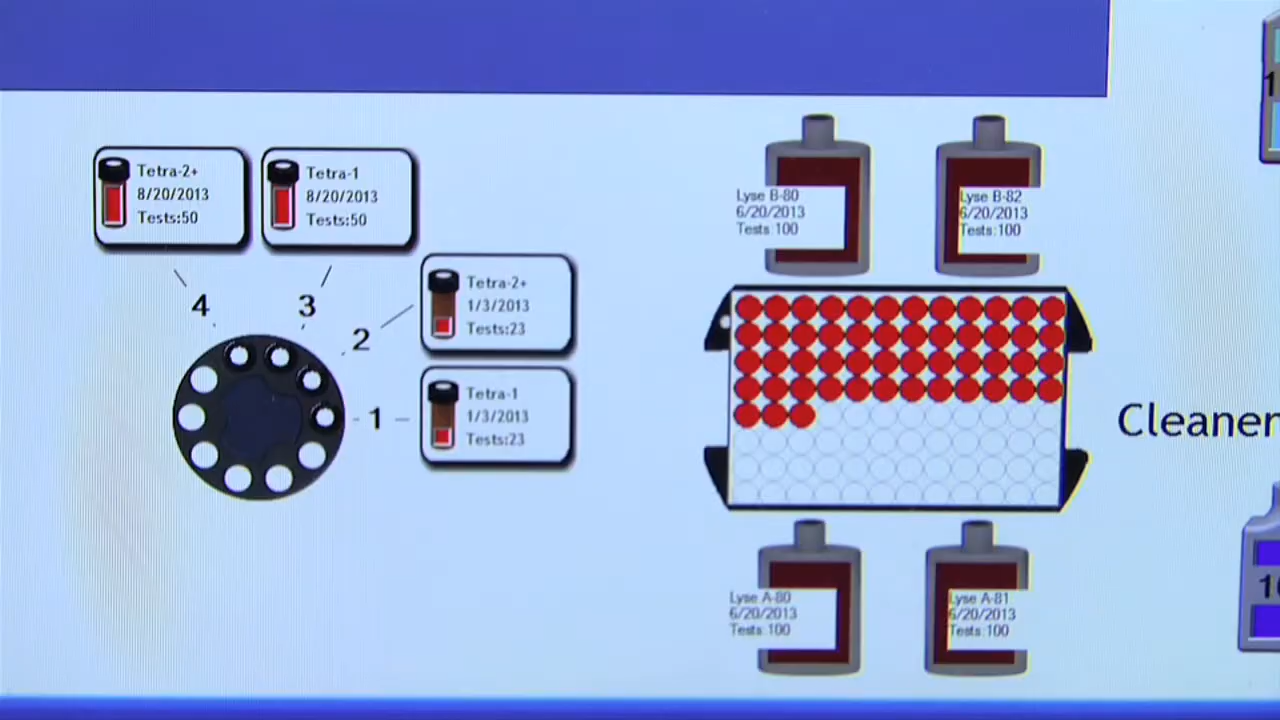 Tetra-2+
8/20/2013
Tests:50
Tetra-1
8/20/2013
Tests:50
4
3
2
1
Tetra-2+
1/3/2013
Tests:23
Tetra-1
1/3/2013
Tests:23
Lyse B-80
6/20/2013
Tests:100
Lyse B-82
6/20/2013
Tests:100
Lyse A-80
6/20/2013
Tests:100
Lyse A-81
6/20/2013
Tests:100
Cleaner